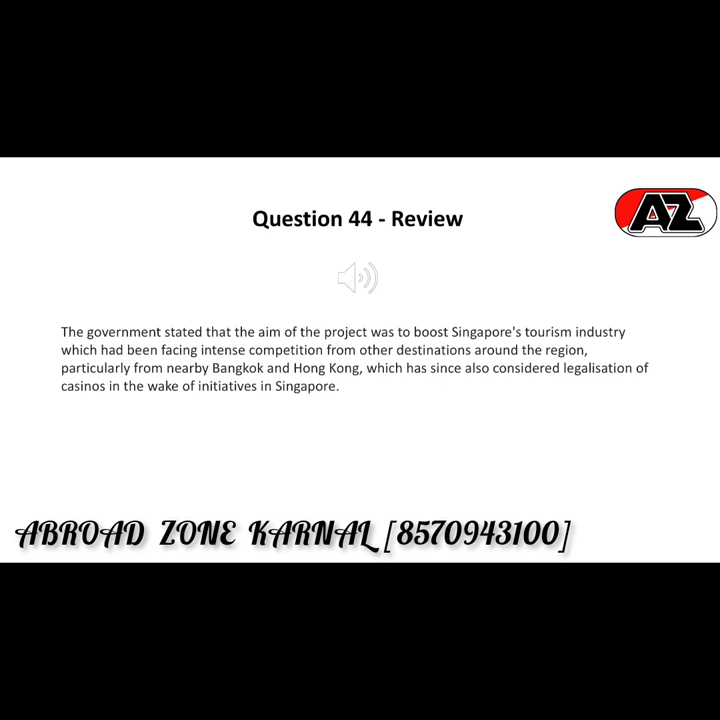 Question 44 - Review
AZ
The government stated that the aim of the project was to boost Singapore's tourism industry
which had been facing intense competition from other destinations around the region,
particularly from nearby Bangkok and Hong Kong, which has since also considered legalisation of
casinos in the wake of initiatives in Singapore.
ABROAD ZONE KARNAL [8570943100]